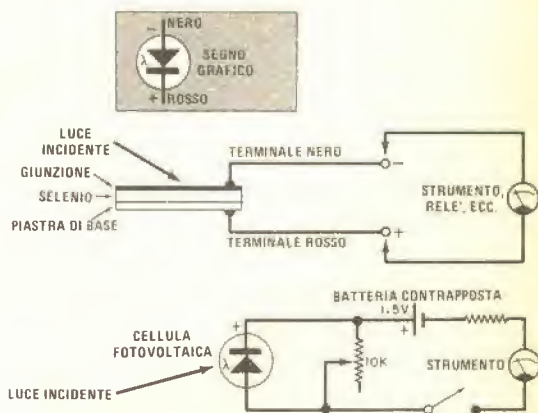 −
NERO
λ
SEGNO
GRAFICO
+
ROSSO
LUCE
INCIDENTE
GIUNZIONE
SELENIO
PIASTRA DI BASE
TERMINALE NERO
−
STRUMENTO,
RELE', ECC.
TERMINALE ROSSO
+
BATTERIA CONTRAPPOSTA
1.5V
+
+
CELLULA
FOTOVOLTAICA
λ
10K
STRUMENTO
LUCE INCIDENTE